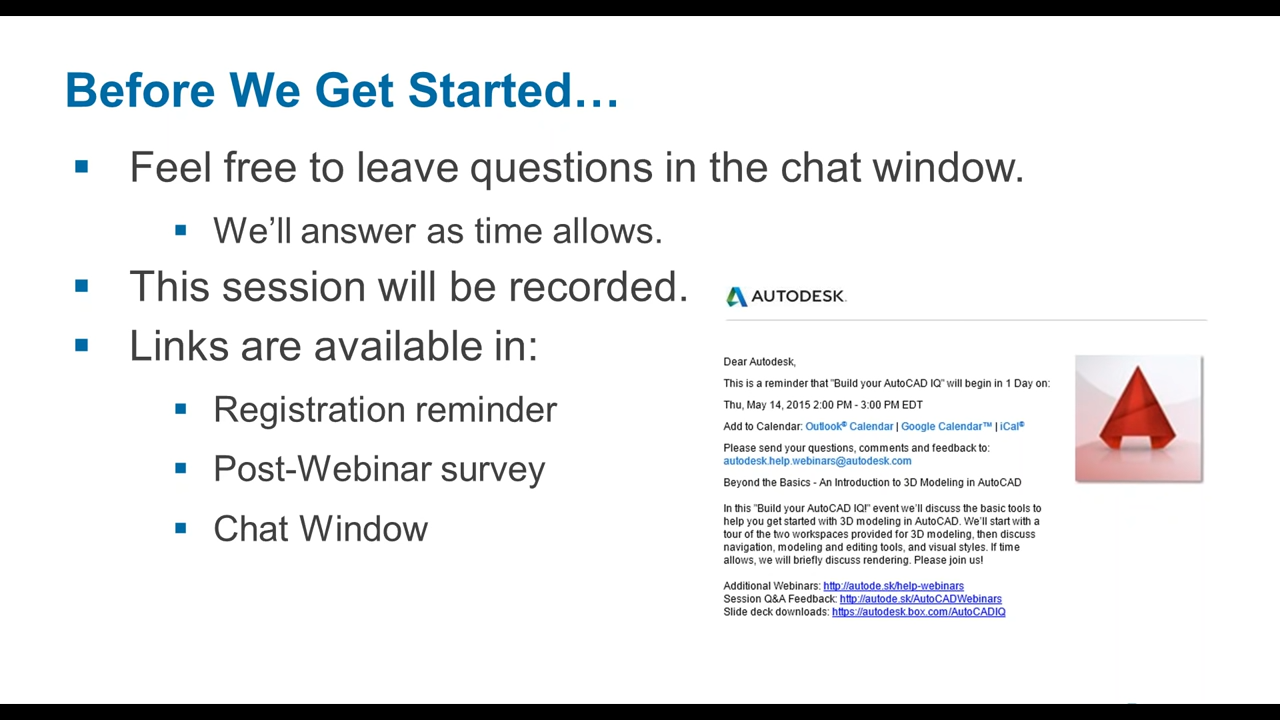 Before We Get Started…
Feel free to leave questions in the chat window.
We’ll answer as time allows.
This session will be recorded.
Links are available in:
Registration reminder
Post-Webinar survey
Chat Window
AUTODESK.
Dear Autodesk,
This is a reminder that "Build your AutoCAD IQ" will begin in 1 Day on:
Thu, May 14, 2015 2:00 PM - 3:00 PM EDT
Add to Calendar: Outlook® Calendar | Google Calendar™ | iCal®
Please send your questions, comments and feedback to:
autodesk.help.webinars@autodesk.com
Beyond the Basics - An Introduction to 3D Modeling in AutoCAD
In this "Build your AutoCAD IQ!" event we’ll discuss the basic tools to
help you get started with 3D modeling in AutoCAD. We’ll start with a
tour of the two workspaces provided for 3D modeling, then discuss
navigation, modeling and editing tools, and visual styles. If time
allows, we will briefly discuss rendering. Please join us!
Additional Webinars: http://autode.sk/help-webinars
Session Q&A Feedback: http://autode.sk/AutoCADWebinars
Slide deck downloads: https://autodesk.box.com/AutoCADIQ